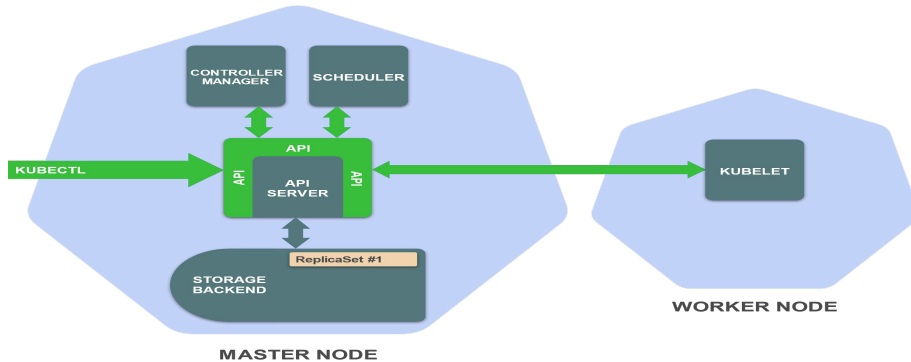 CONTROLLER
MANAGER
SCHEDULER
API
KUBECTL
API
API
SERVER
API
KUBELET
ReplicaSet #1
STORAGE
BACKEND
WORKER NODE
MASTER NODE